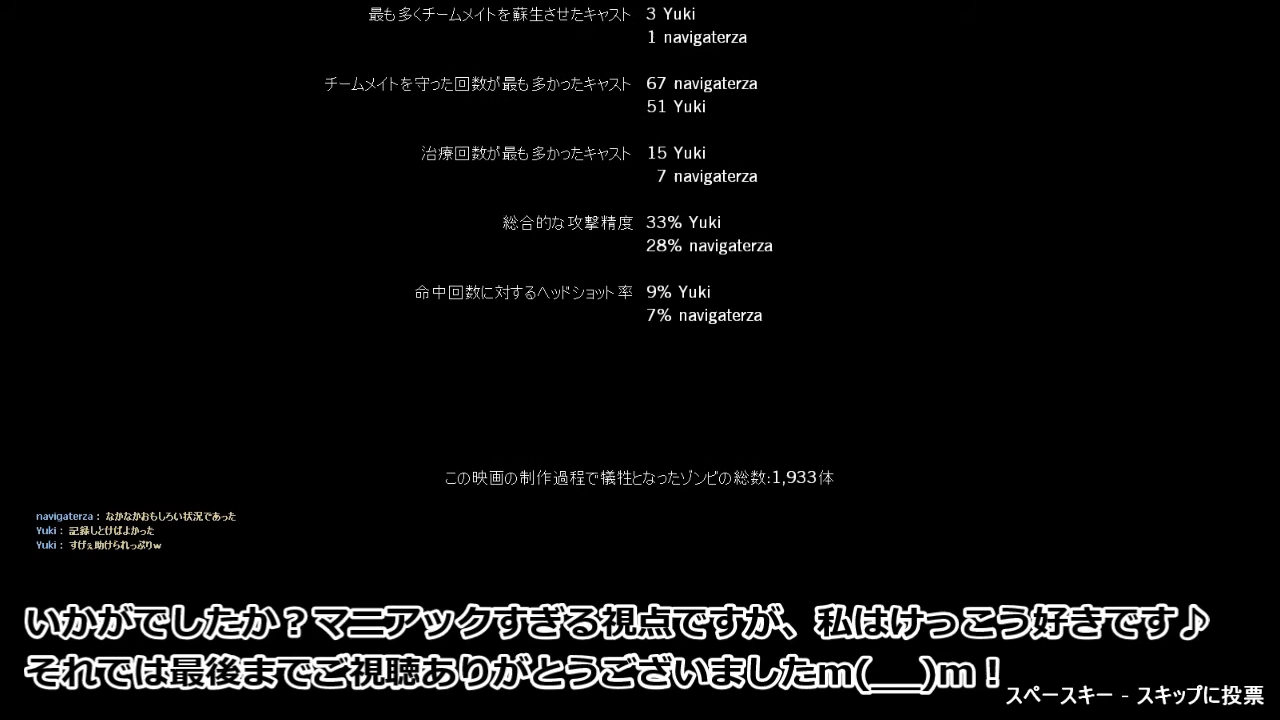 最も多くチームメイトを蘇生させたキャスト 3 Yuki
1 navigaterza
チームメイトを守った回数が最も多かったキャスト 67 navigaterza
51 Yuki
治療回数が最も多かったキャスト 15 Yuki
7 navigaterza
総合的な攻撃精度 33% Yuki
28% navigaterza
命中回数に対するヘッドショット率 9% Yuki
7% navigaterza
この映画の制作過程で犠牲となったゾンビの総数:1,933体
navigaterza : なかなかおもしろい状況であった
Yuki : 記録しとけばよかった
Yuki : すげぇ助けられっぷりw
いかがでしたか？マニアックすぎる視点ですが、私はけっこう好きです♪
それでは最後までご視聴ありがとうございましたm(__)m！
スペースキー - スキップに投票